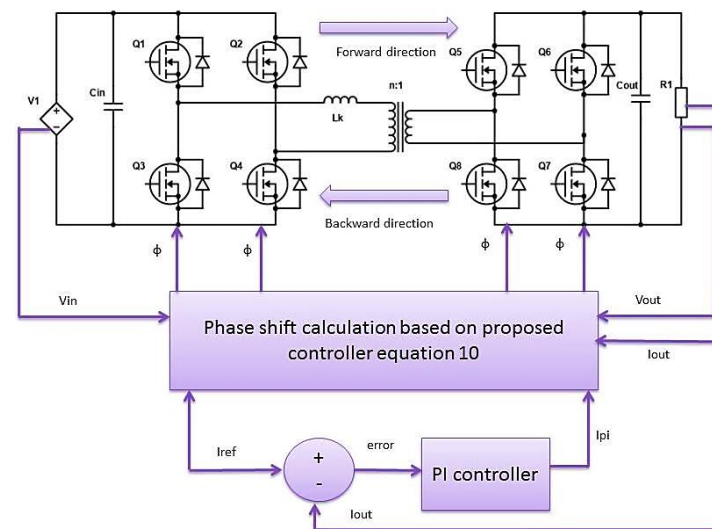 Q1
Q2
Forward direction
Q5
Q6
V1
Cin
n:1
Cout
R1
Lk
Q3
Q4
Q8
Q7
Backward direction
ϕ
ϕ
ϕ
ϕ
Vin
Vout
Phase shift calculation based on proposed
controller equation 10
Iout
Iref
+
-
error
PI controller
Ipi
Iout